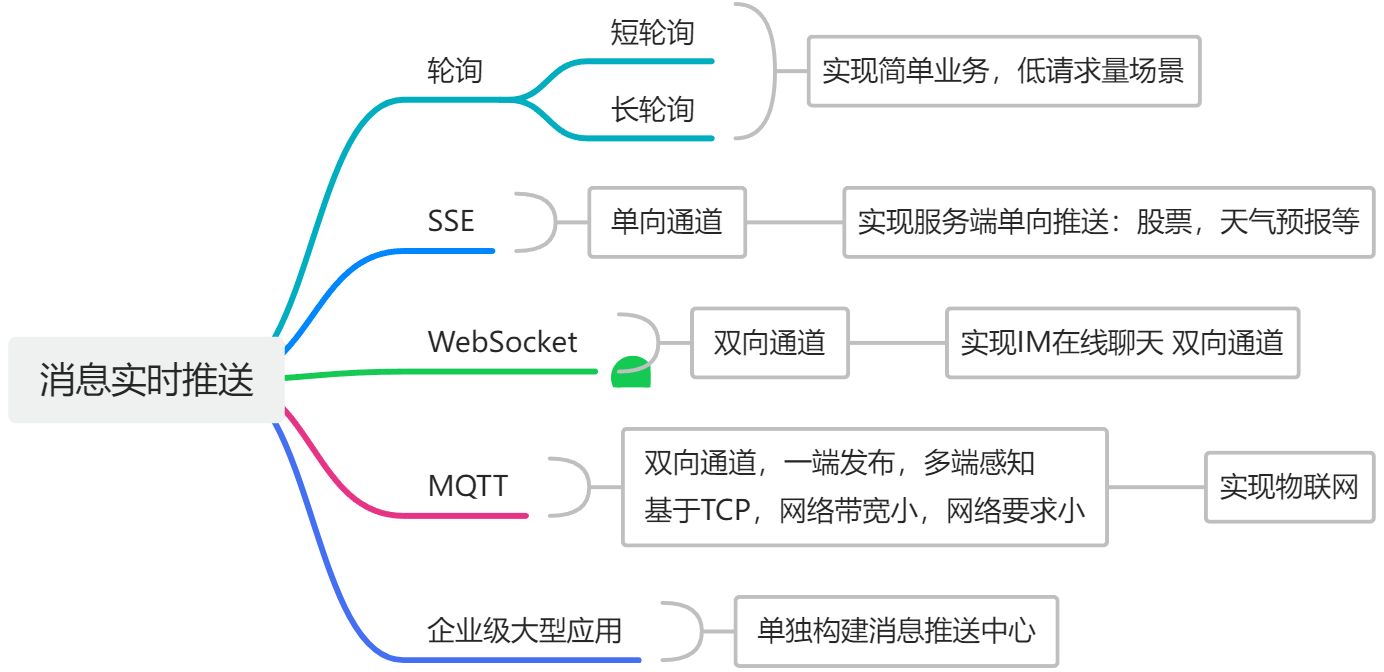 消息实时推送
轮询
短轮询
长轮询
实现简单业务，低请求量场景
SSE
单向通道
实现服务端单向推送：股票，天气预报等
WebSocket
双向通道
实现IM在线聊天 双向通道
MQTT
双向通道，一端发布，多端感知
基于TCP，网络带宽小，网络要求小
实现物联网
企业级大型应用
单独构建消息推送中心